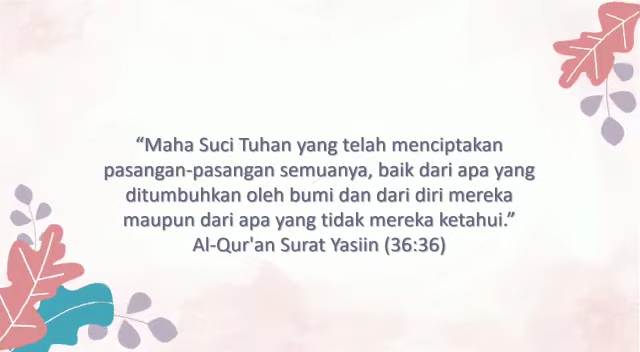 “Maha Suci Tuhan yang telah menciptakan
pasangan-pasangan semuanya, baik dari apa yang
ditumbuhkan oleh bumi dan dari diri mereka
maupun dari apa yang tidak mereka ketahui.”
Al-Qur'an Surat Yasiin (36:36)